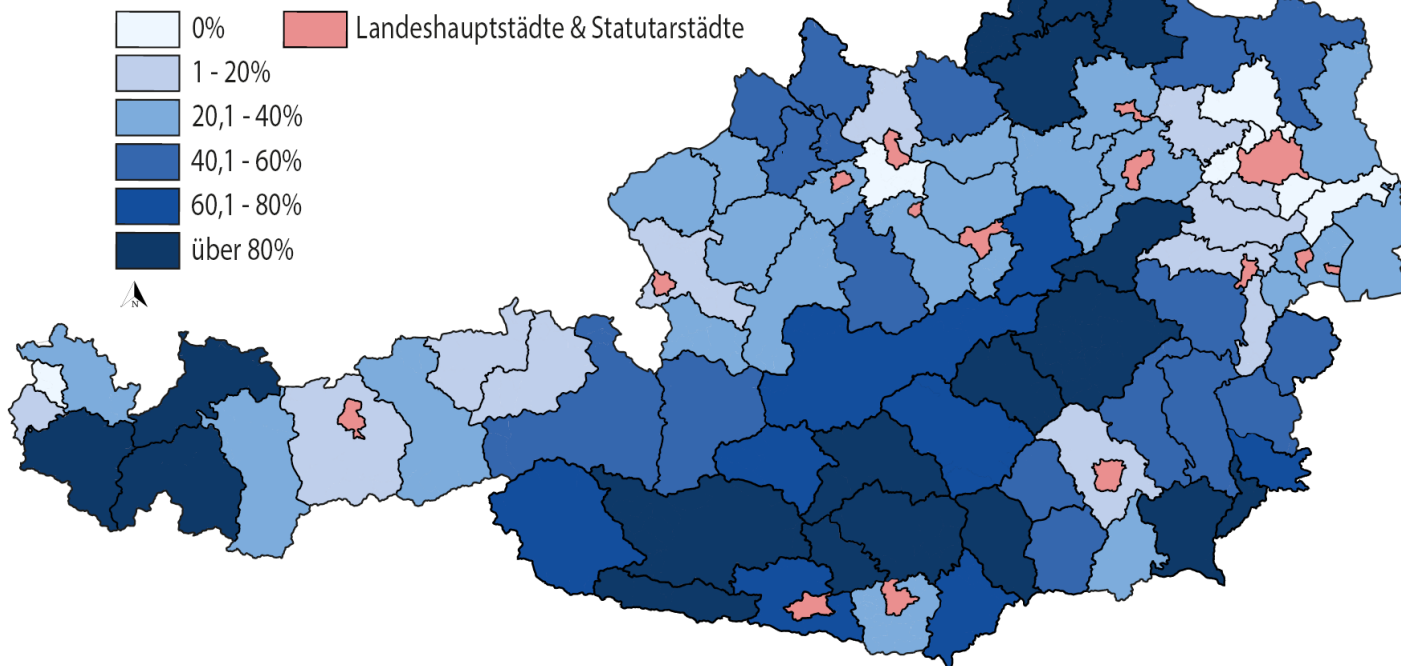 0%
Landeshauptstädte & Statutarstädte
1 - 20%
20,1 - 40%
40,1 - 60%
60,1 - 80%
über 80%
N